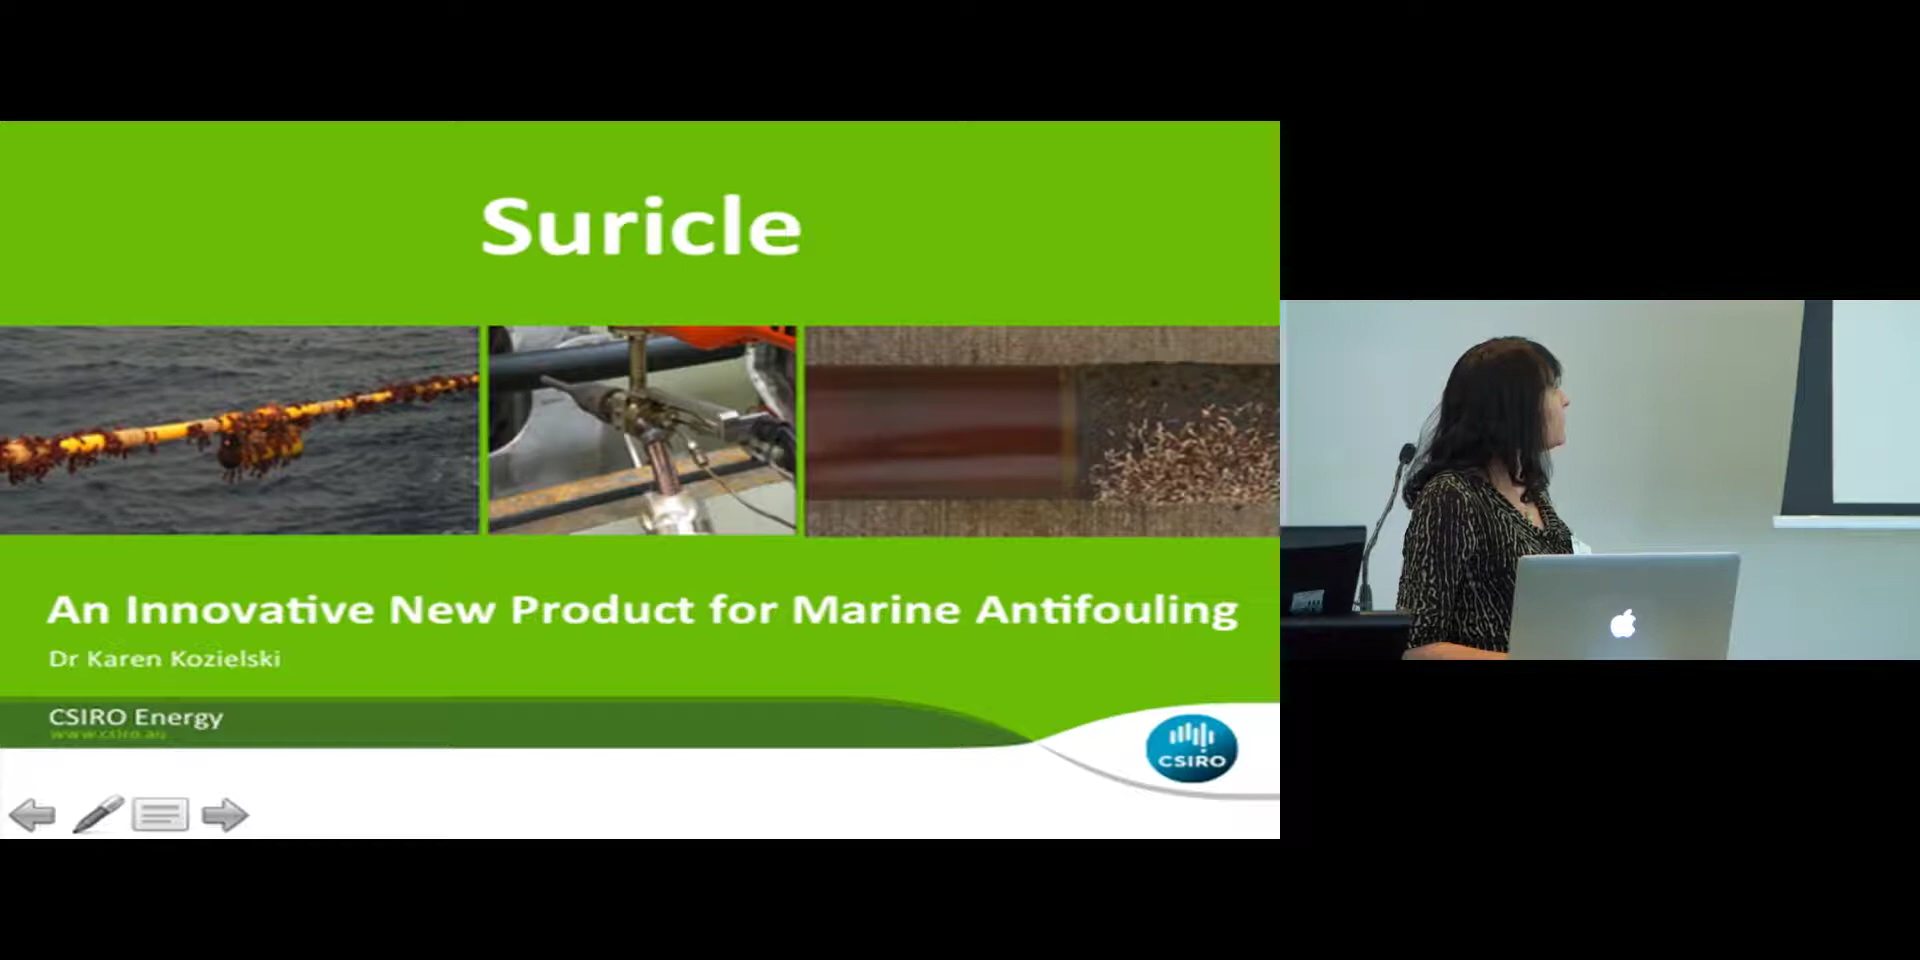 Suricle
An Innovative New Product for Marine Antifouling
Dr Karen Kozielski
CSIRO Energy
www.csiro.au
CSIRO